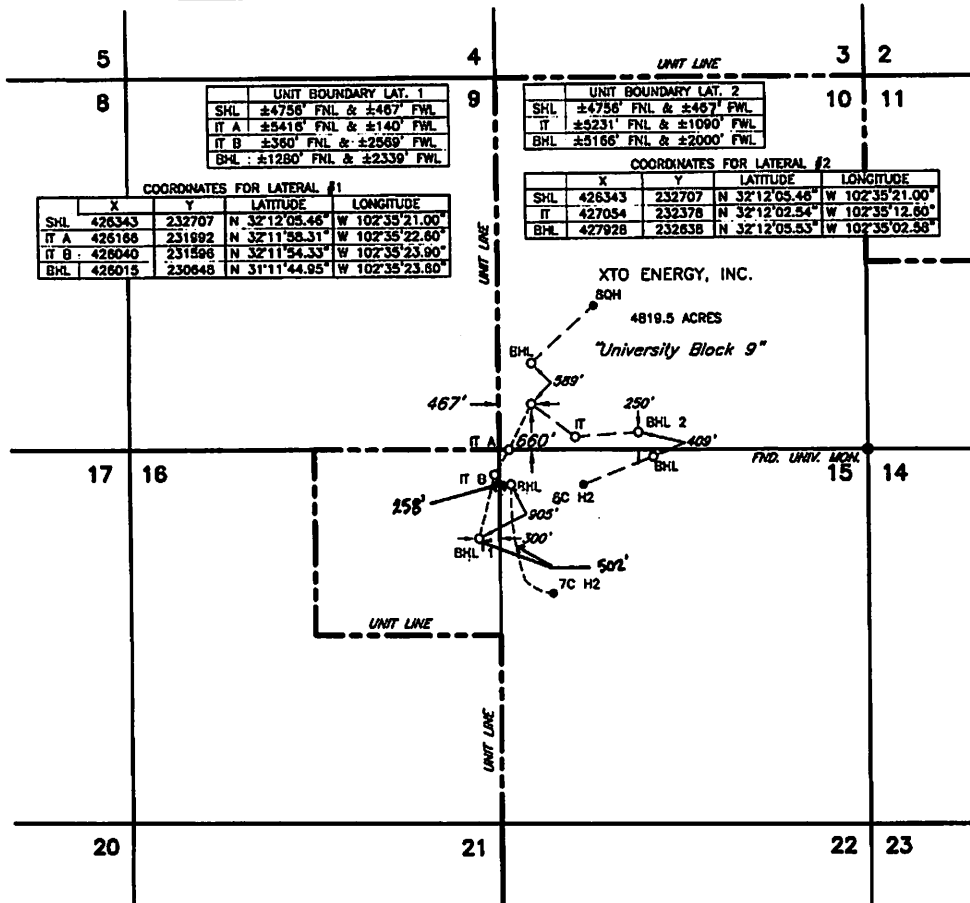 5 4 3 2
UNIT LINE
8 9 10 11
UNIT BOUNDARY LAT. 1
SHL ±4756' FNL & ±467' FWL
IT A ±5416' FNL & ±140' FWL
IT B ±360' FNL & ±2569' FWL
BHL ±1280' FNL & ±2339' FWL
UNIT BOUNDARY LAT. 2
SHL ±4756' FNL & ±467' FWL
IT ±5231' FNL & ±1090' FWL
BHL ±5166' FNL & ±2000' FWL
COORDINATES FOR LATERAL #1
X Y LATITUDE LONGITUDE
SHL 426343 232707 N 32°12'05.46" W 102°35'21.00"
IT A 426166 231992 N 32°11'58.31" W 102°35'22.60"
IT B 426040 231596 N 32°11'54.33" W 102°35'23.90"
BHL 426015 230648 N 31°11'44.95" W 102°35'23.60"
COORDINATES FOR LATERAL #2
X Y LATITUDE LONGITUDE
SHL 426343 232707 N 32°12'05.46" W 102°35'21.00"
IT 427054 232378 N 32°12'02.54" W 102°35'12.60"
BHL 427928 232638 N 32°12'05.53" W 102°35'02.58"
UNIT LINE
XTO ENERGY, INC.
8QH
4819.5 ACRES
"University Block 9"
BHL
589'
467'
250'
IT
BHL 2
409'
IT A
660'
BHL
FND. UNIV. MON.
17 16 15 14
IT B
BHL
6C H2
258'
905'
300'
BHL 1
502'
7C H2
UNIT LINE
UNIT LINE
20 21 22 23